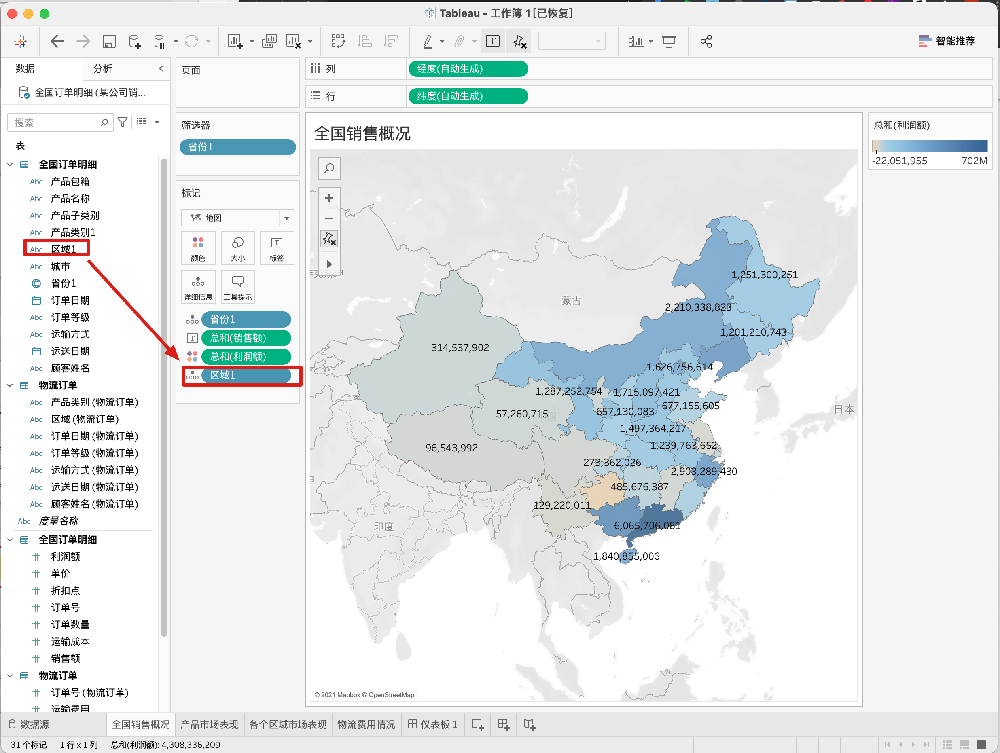 Tableau - 工作簿 1[已恢复]
智能推荐
数据
分析
全国订单明细 (某公司销...
搜索
表
全国订单明细
Abc 产品包箱
Abc 产品名称
Abc 产品子类别
Abc 产品类别1
Abc 区域1
Abc 城市
省份1
订单日期
Abc 订单等级
Abc 运输方式
运送日期
Abc 顾客姓名
物流订单
Abc 产品类别 (物流订单)
Abc 区域 (物流订单)
Abc 订单日期 (物流订单)
Abc 订单等级 (物流订单)
Abc 运输方式 (物流订单)
Abc 运送日期 (物流订单)
Abc 顾客姓名 (物流订单)
Abc 度量名称
全国订单明细
利润额
单价
折扣点
订单号
订单数量
运输成本
销售额
物流订单
订单号 (物流订单)
运输费用
页面
筛选器
省份1
标记
地图
颜色
大小
T
标签
详细信息
工具提示
省份1
T 总和(销售额)
总和(利润额)
区域1
列
经度(自动生成)
行
纬度(自动生成)
全国销售概况
克斯坦
蒙古
日本
印度
国
1,251,300,251
2,210,338,823
1,201,210,743
314,537,902
1,626,756,614
1,287,252,754
1,715,097,421
677,155,605
657,130,083
57,260,715
1,497,364,217
1,239,763,652
96,543,992
273,362,026
2,903,289,430
485,676,387
129,220,011
6,065,706,081
1,840,855,006
© 2021 Mapbox © OpenStreetMap
总和(利润额)
-22,051,955 702M
数据源
全国销售概况
产品市场表现
各个区域市场表现
物流费用情况
仪表板 1
31 个标记 1 行 x 1 列 总和(利润额): 4,308,336,209